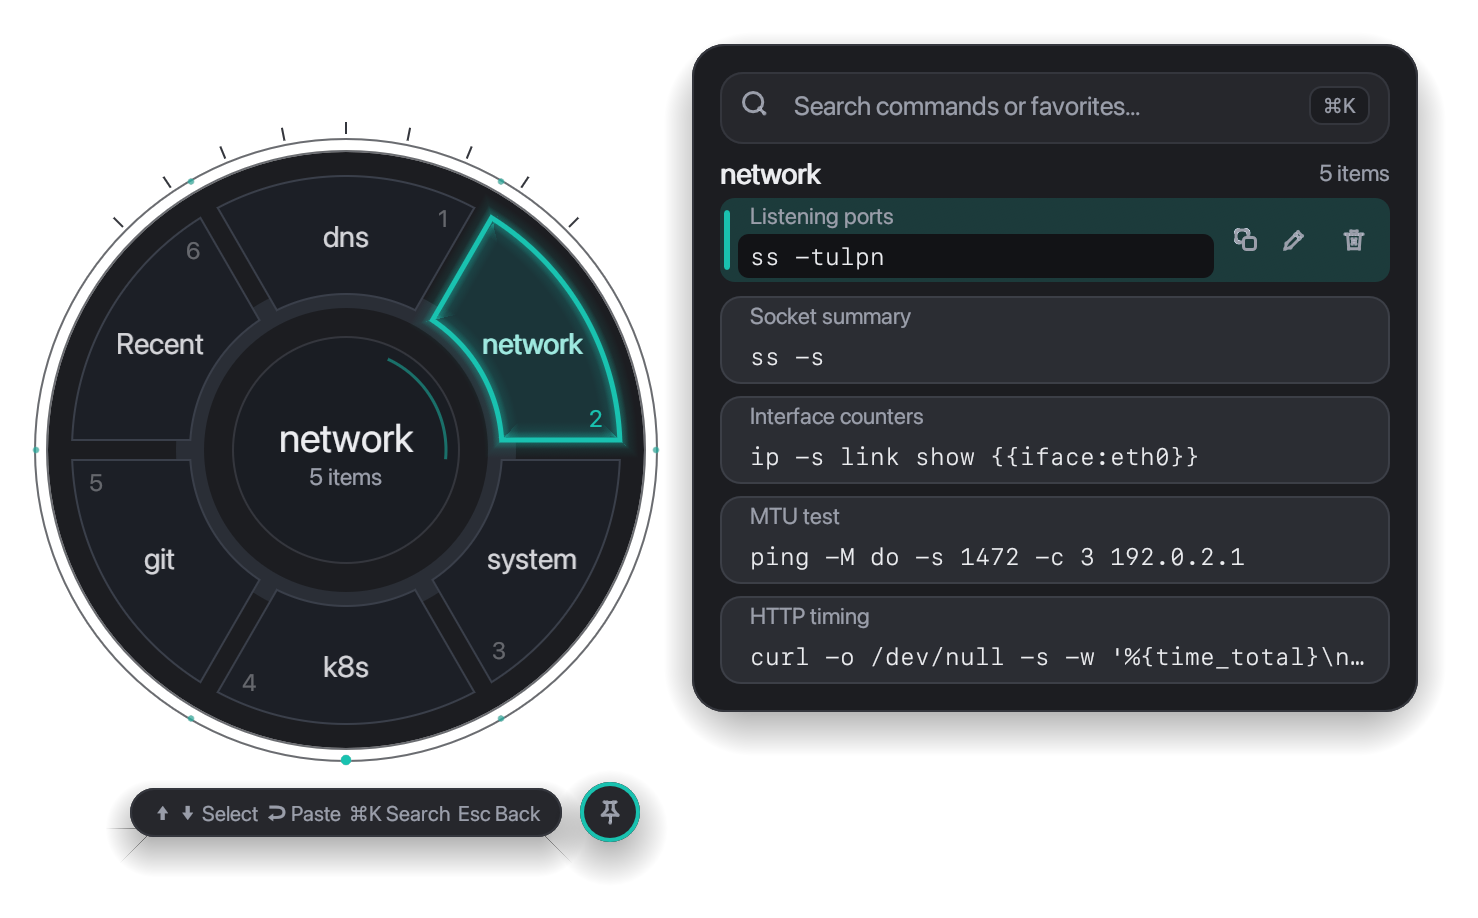 1
dns
6
Recent
network
2
network
5 items
5
git
system
3
k8s
4
↑ ↓ Select ⮌ Paste ⌘K Search Esc Back
Search commands or favorites...
⌘K
network
5 items
Listening ports
ss -tulpn
Socket summary
ss -s
Interface counters
ip -s link show {{iface:eth0}}
MTU test
ping -M do -s 1472 -c 3 192.0.2.1
HTTP timing
curl -o /dev/null -s -w '%{time_total}\n…